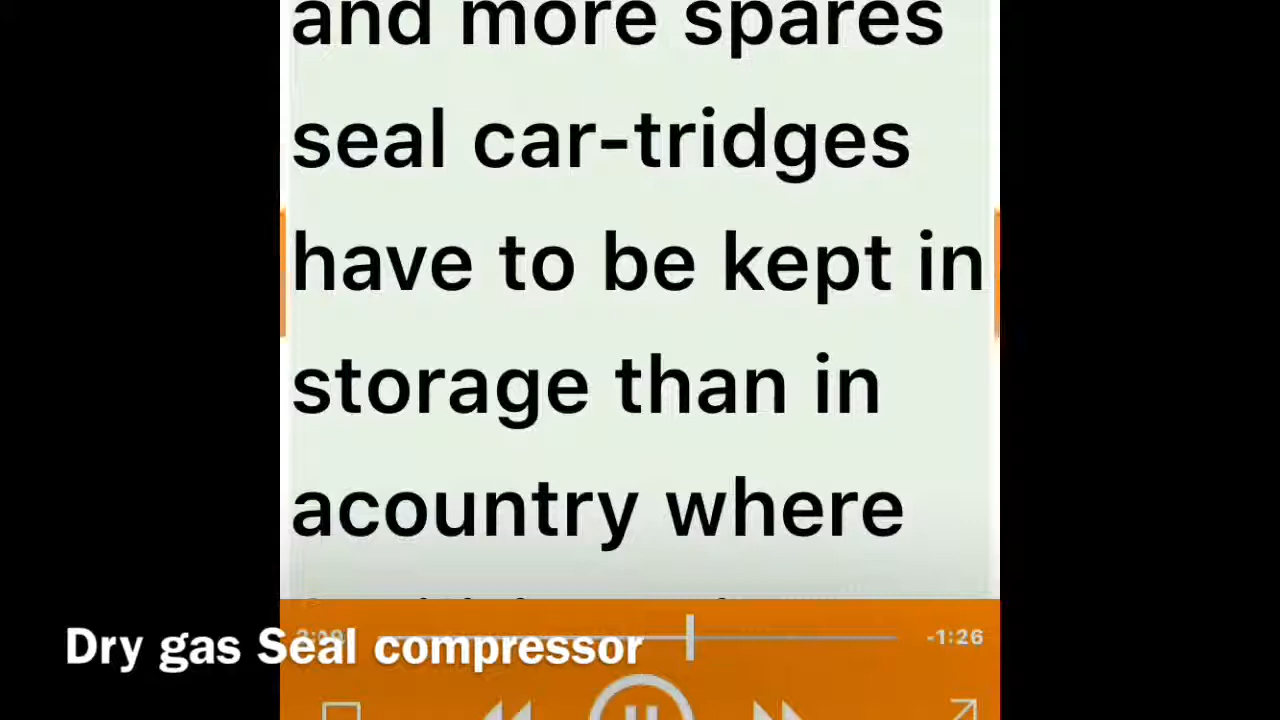 and more spares
seal car-tridges
have to be kept in
storage than in
acountry where
-1:26
Dry gas Seal compressor